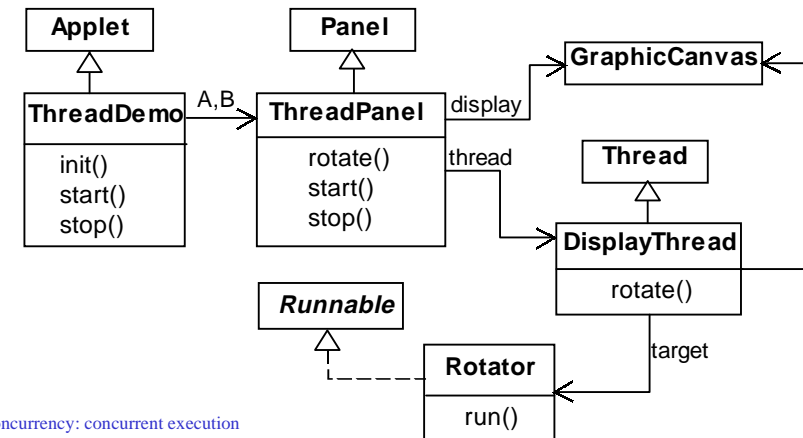 Applet
Panel
GraphicCanvas
ThreadDemo
A,B
ThreadPanel
display
init()
start()
stop()
rotate()
start()
stop()
thread
Thread
DisplayThread
rotate()
Runnable
target
Rotator
run()
concurrent execution